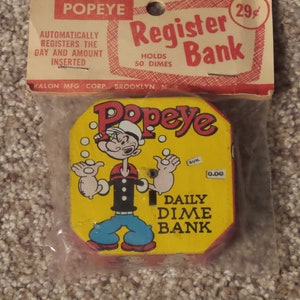 POPEYE
AUTOMATICALLY
REGISTERS THE
DAY AND AMOUNT
INSERTED
Register
Bank
29¢
HOLDS
50 DIMES
KALON MFG. CORP. BROOKLYN, N.
Popeye
SUN.
0.00
DAILY
DIME
BANK